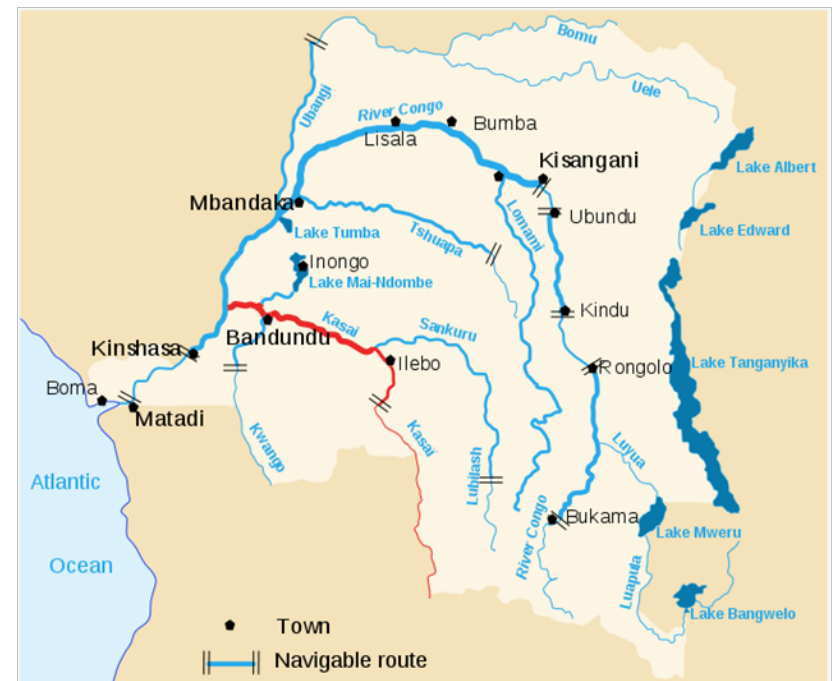 Bomu
Uele
Ubangi
River Congo
Lisala
Bumba
Kisangani
Lake Albert
Mbandaka
Lomami
Ubundu
Lake Tumba
Tshuapa
Lake Edward
Inongo
Lake Mai-Ndombe
Kindu
Kasai
Sankuru
Bandundu
Kinshasa
Ilebo
Rongolo
Lake Tanganyika
Boma
Matadi
Kwango
Kasaï
Luyua
Lubilash
Atlantic
Ocean
River Congo
Bukama
Lake Mweru
Luapula
Lake Bangwelo
Town
Navigable route